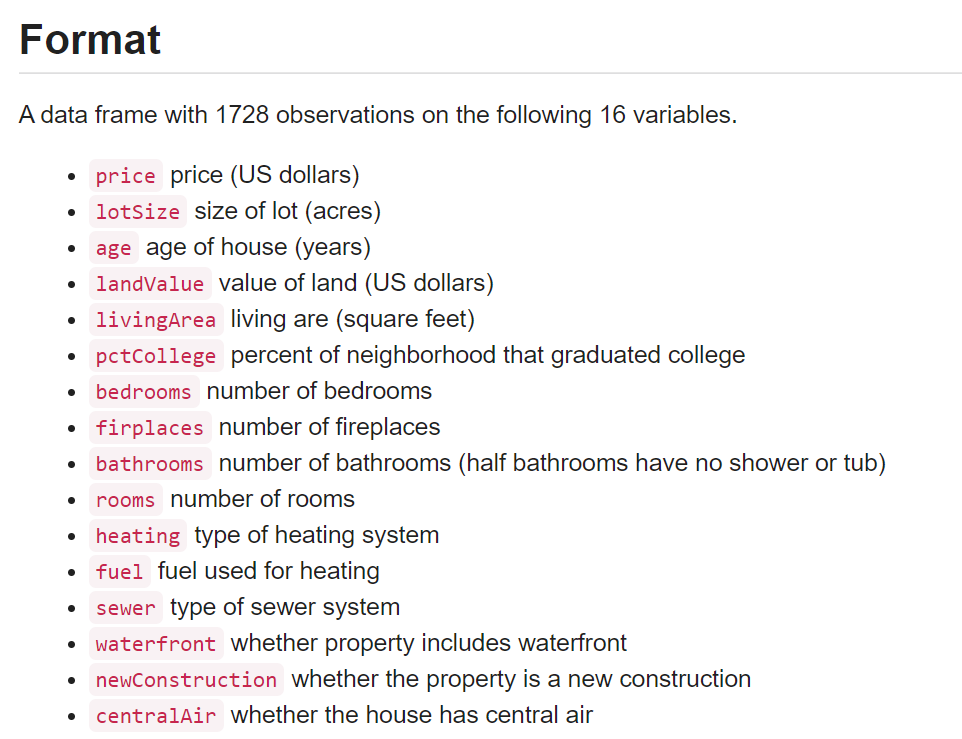 Format
A data frame with 1728 observations on the following 16 variables.
• price price (US dollars)
• lotSize size of lot (acres)
• age age of house (years)
• landValue value of land (US dollars)
• livingArea living are (square feet)
• pctCollege percent of neighborhood that graduated college
• bedrooms number of bedrooms
• firplaces number of fireplaces
• bathrooms number of bathrooms (half bathrooms have no shower or tub)
• rooms number of rooms
• heating type of heating system
• fuel fuel used for heating
• sewer type of sewer system
• waterfront whether property includes waterfront
• newConstruction whether the property is a new construction
• centralAir whether the house has central air